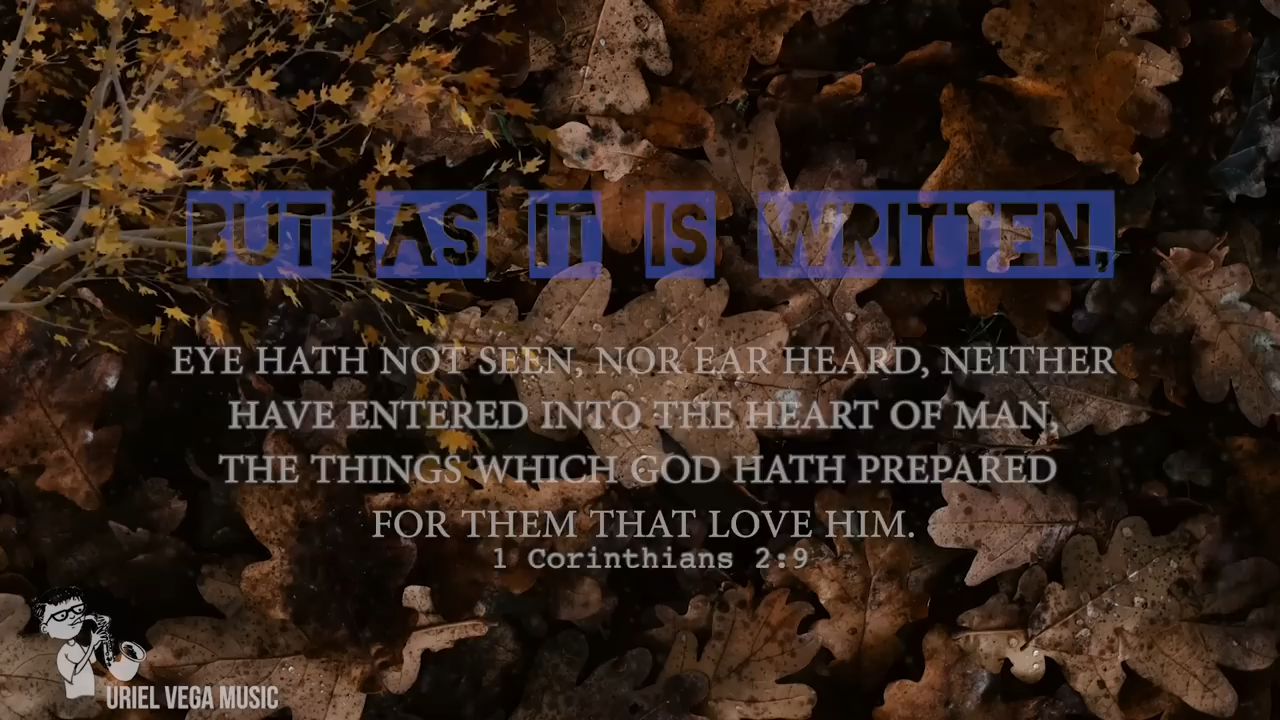 BUT AS IT IS WRITTEN,
EYE HATH NOT SEEN, NOR EAR HEARD, NEITHER
HAVE ENTERED INTO THE HEART OF MAN,
THE THINGS WHICH GOD HATH PREPARED
FOR THEM THAT LOVE HIM.
1 Corinthians 2:9
URIEL VEGA MUSIC